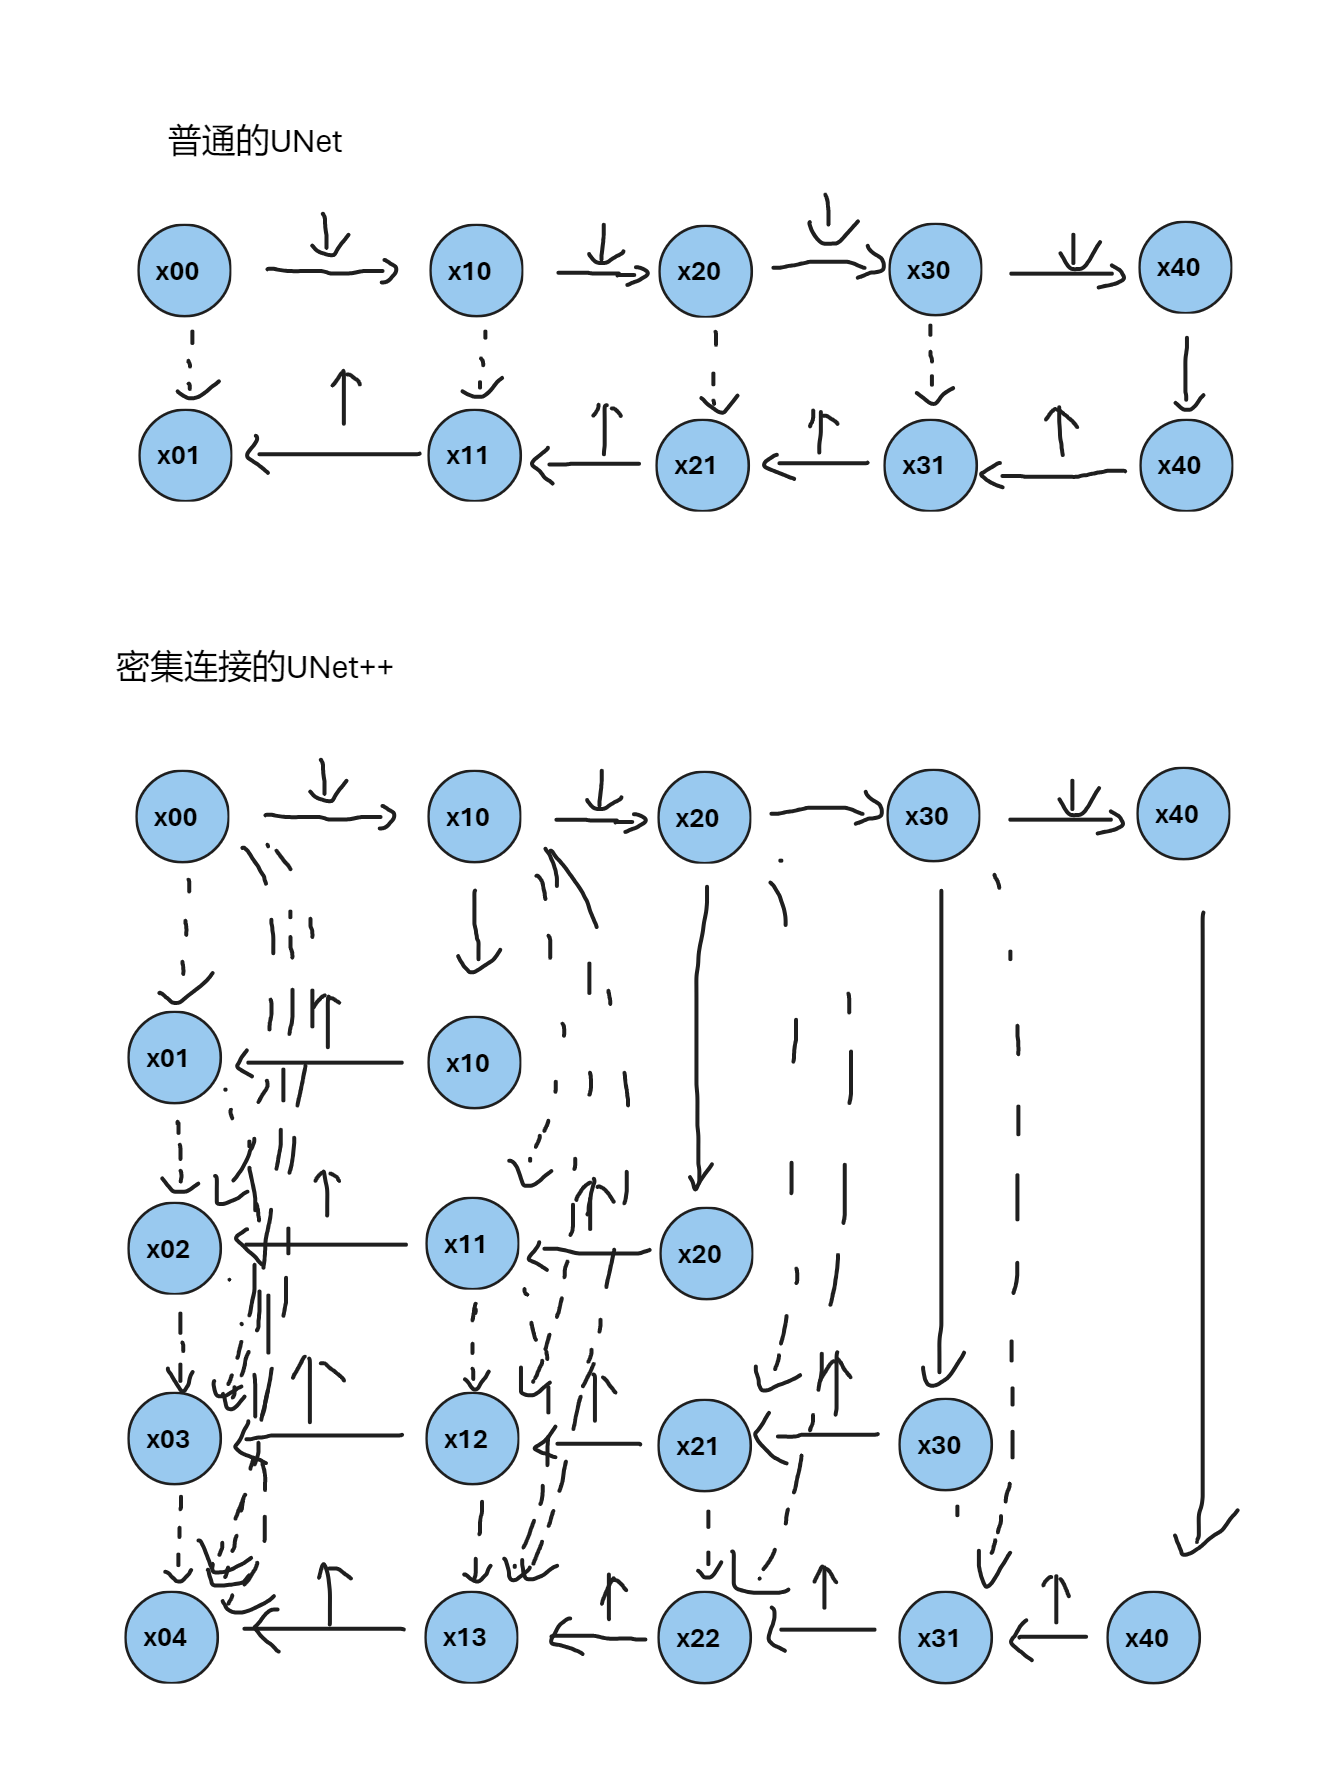 普通的UNet
x00 x10 x20 x30 x40
x01 x11 x21 x31 x40
密集连接的UNet++
x00 x10 x20 x30 x40
x01 x10
x02 x11 x20
x03 x12 x21 x30
x04 x13 x22 x31 x40